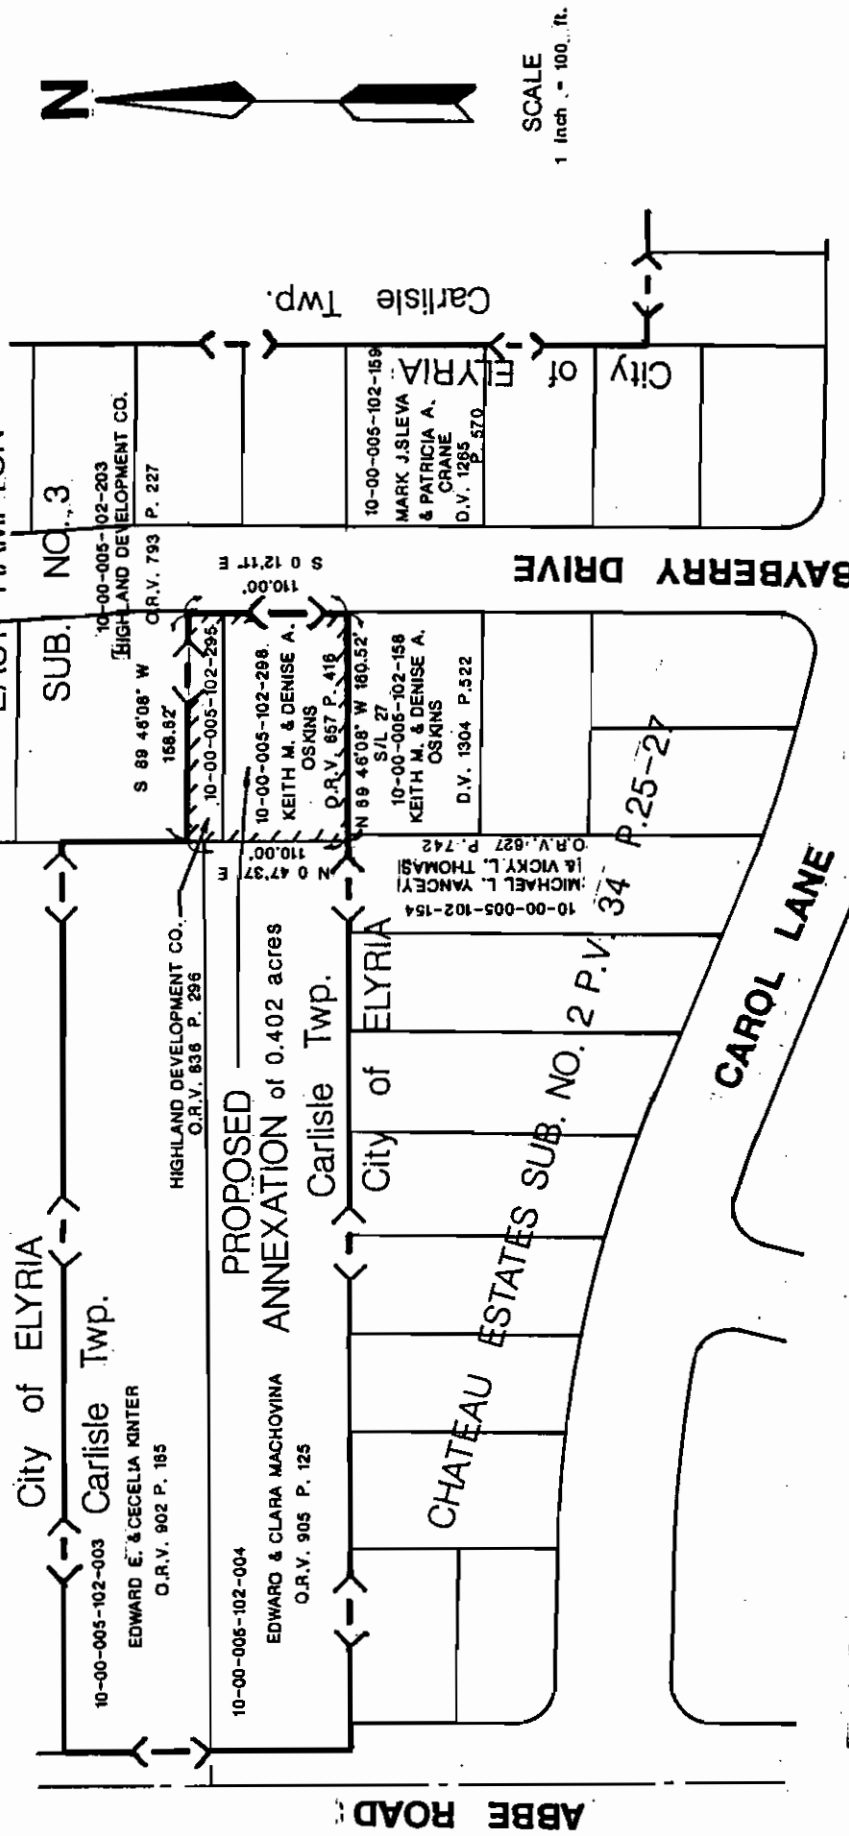 N
SCALE
1 inch = 100 ft.
SUB. NO. 3
10-00-005-102-203
HIGHLAND DEVELOPMENT CO.
O.R.V. 793 P. 227
Carlisle Twp.
City of ELYRIA
10-00-005-102-159
MARK J. SLEVA
& PATRICIA A.
CRANE
D.V. 1265
P. 570
BAYBERRY DRIVE
S 0 12'11" E
110.00'
S 89 46'08" W
158.62'
10-00-005-102-295
10-00-005-102-298
KEITH M. & DENISE A.
OSKINS
O.R.V. 657 P. 416
N 89 46'08" W 160.52'
S/L 27
10-00-005-102-158
KEITH M. & DENISE A.
OSKINS
D.V. 1304 P.522
N 0 47'37" E
110.00'
10-00-005-102-154
MICHAEL L. YANCEY
& VICKY L. THOMAS
O.R.V. 627 P. 742
HIGHLAND DEVELOPMENT CO.
O.R.V. 636 P. 296
PROPOSED
ANNEXATION of 0.402 acres
Carlisle Twp.
City of ELYRIA
City of ELYRIA
Carlisle Twp.
10-00-005-102-003
EDWARD E. & CECELIA KINTER
O.R.V. 902 P. 165
10-00-005-102-004
EDWARD & CLARA MACHOVINA
O.R.V. 905 P. 125
CHATEAU ESTATES SUB. NO. 2 P.V. 34 P.25-27
CAROL LANE
ABBE ROAD